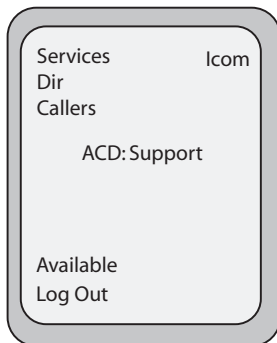 Services Icom
Dir
Callers
ACD: Support
Available
Log Out